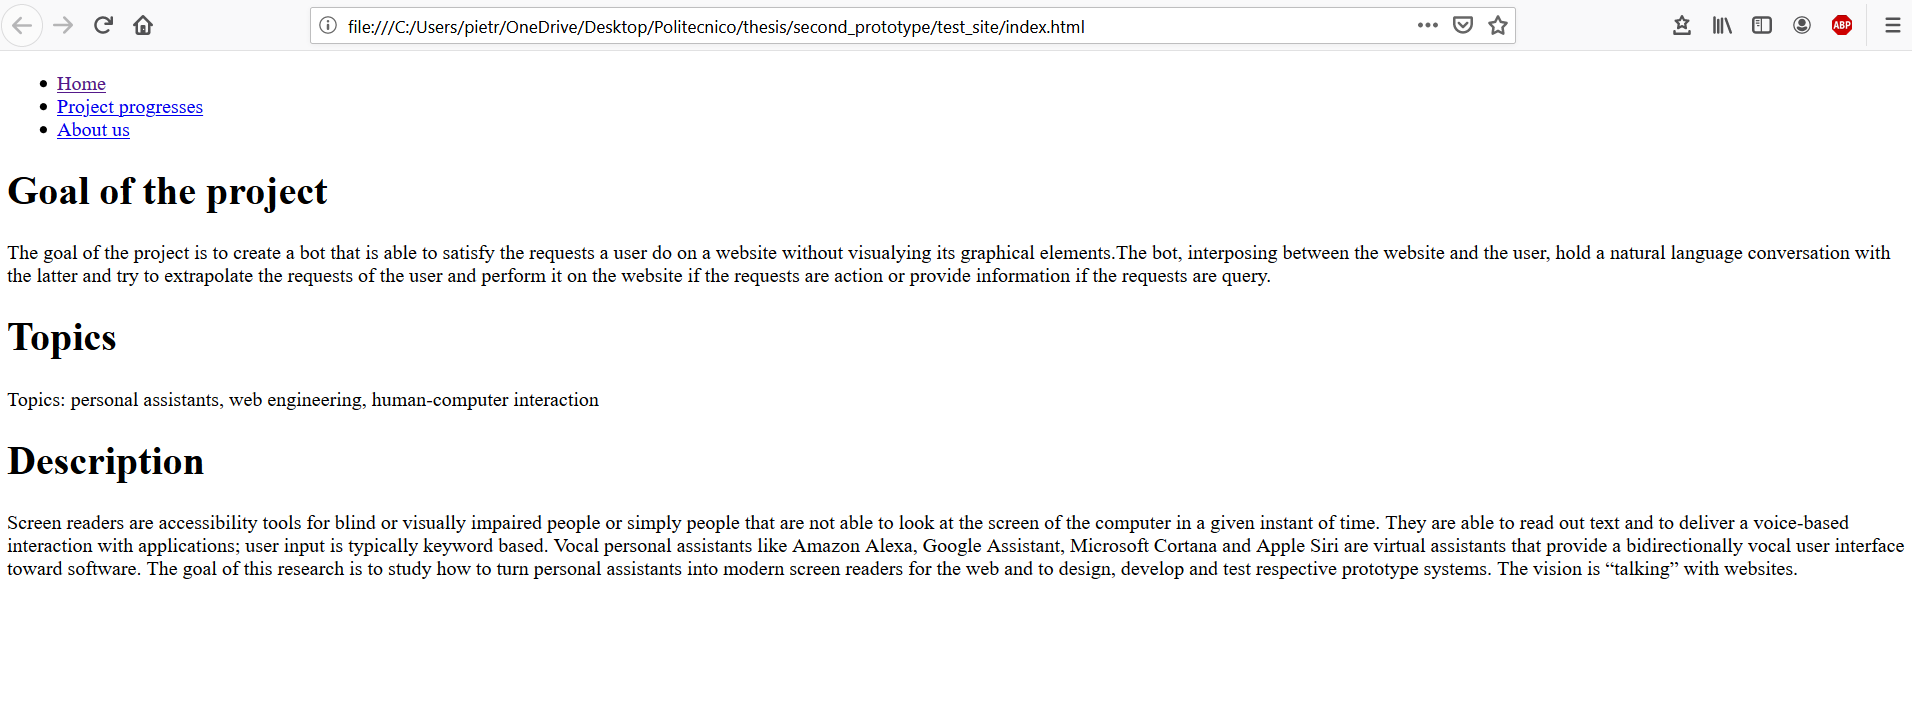 file:///C:/Users/pietr/OneDrive/Desktop/Politecnico/thesis/second_prototype/test_site/index.html
ABP
Home
Project progresses
About us
Goal of the project
The goal of the project is to create a bot that is able to satisfy the requests a user do on a website without visualying its graphical elements.The bot, interposing between the website and the user, hold a natural language conversation with
the latter and try to extrapolate the requests of the user and perform it on the website if the requests are action or provide information if the requests are query.
Topics
Topics: personal assistants, web engineering, human-computer interaction
Description
Screen readers are accessibility tools for blind or visually impaired people or simply people that are not able to look at the screen of the computer in a given instant of time. They are able to read out text and to deliver a voice-based
interaction with applications; user input is typically keyword based. Vocal personal assistants like Amazon Alexa, Google Assistant, Microsoft Cortana and Apple Siri are virtual assistants that provide a bidirectionally vocal user interface
toward software. The goal of this research is to study how to turn personal assistants into modern screen readers for the web and to design, develop and test respective prototype systems. The vision is “talking” with websites.